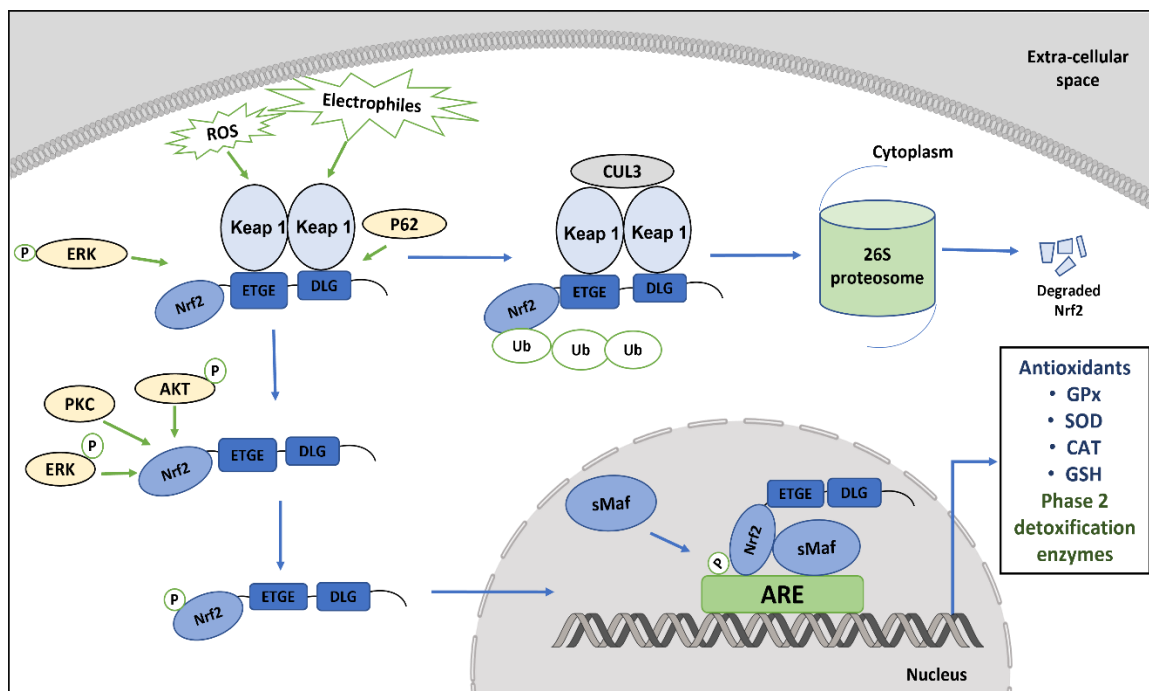 Extra-cellular
space
Electrophiles
ROS
Cytoplasm
CUL3
Keap 1
Keap 1
P62
Keap 1
Keap 1
P
ERK
26S
proteosome
Nrf2
ETGE
DLG
Nrf2
ETGE
DLG
Degraded
Nrf2
Ub
Ub
Ub
P
AKT
PKC
P
ERK
Nrf2
ETGE
DLG
Antioxidants
• GPx
• SOD
• CAT
• GSH
Phase 2
detoxification
enzymes
sMaf
ETGE
DLG
Nrf2
sMaf
P
ARE
P
Nrf2
ETGE
DLG
Nucleus